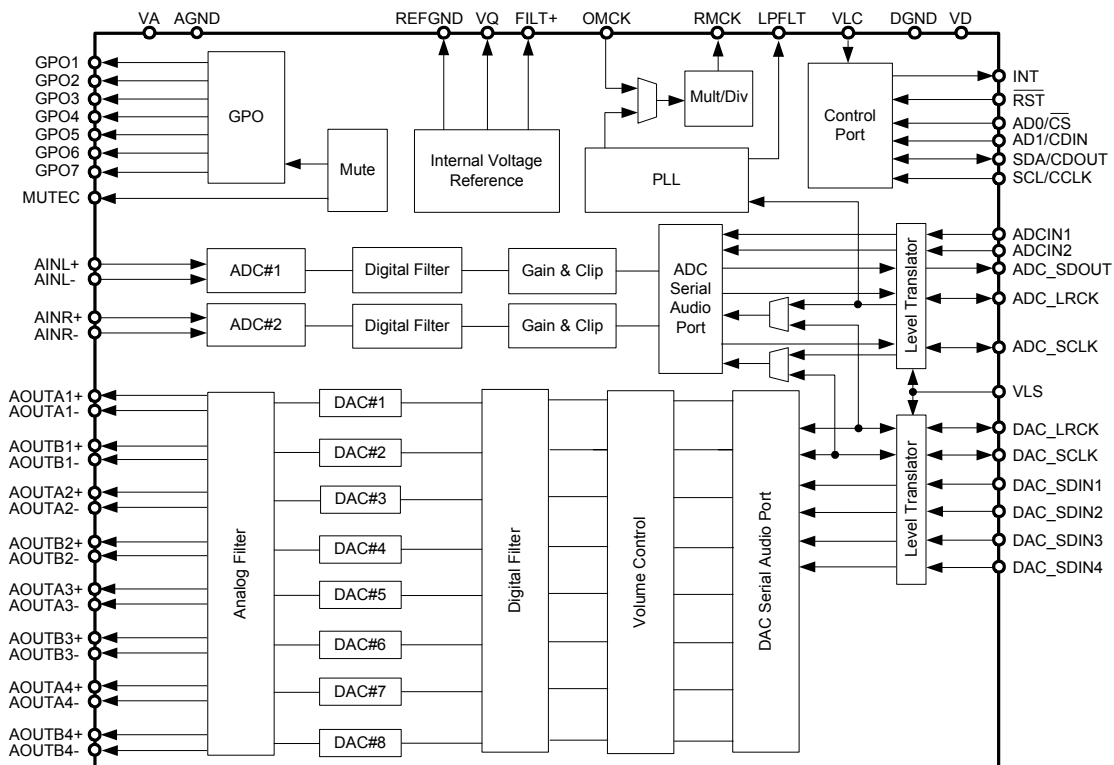 VA AGND REFGND VQ FILT+ OMCK RMCK LPFLT VLC DGND VD
GPO1
GPO2
GPO3
GPO4
GPO5
GPO6
GPO7
MUTEC
GPO
Mute
Internal Voltage
Reference
Mult/Div
PLL
Control
Port
INT
RST
AD0/CS
AD1/CDIN
SDA/CDOUT
SCL/CCLK
AINL+
AINL-
AINR+
AINR-
ADC#1
Digital Filter
Gain & Clip
ADC#2
Digital Filter
Gain & Clip
ADC
Serial
Audio
Port
Level Translator
ADCIN1
ADCIN2
ADC_SDOUT
ADC_LRCK
ADC_SCLK
VLS
AOUTA1+
AOUTA1-
AOUTB1+
AOUTB1-
AOUTA2+
AOUTA2-
AOUTB2+
AOUTB2-
AOUTA3+
AOUTA3-
AOUTB3+
AOUTB3-
AOUTA4+
AOUTA4-
AOUTB4+
AOUTB4-
Analog Filter
DAC#1
DAC#2
DAC#3
DAC#4
DAC#5
DAC#6
DAC#7
DAC#8
Digital Filter
Volume Control
DAC Serial Audio Port
Level Translator
DAC_LRCK
DAC_SCLK
DAC_SDIN1
DAC_SDIN2
DAC_SDIN3
DAC_SDIN4